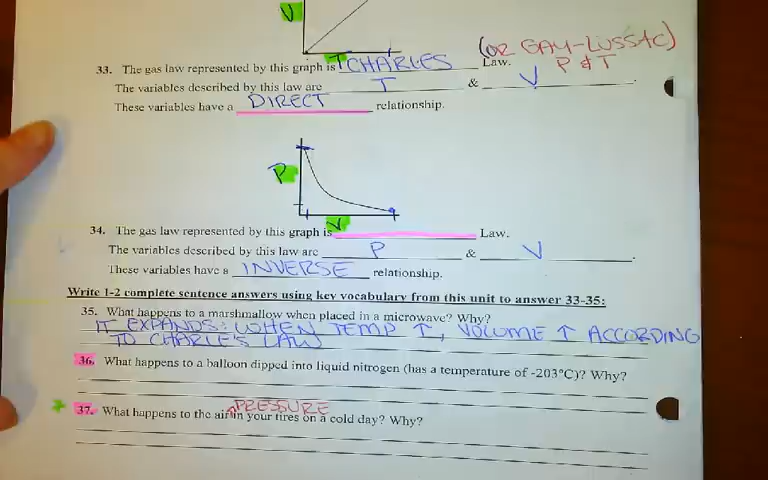 V
(OR GAY-LUSSAC)
T
33. The gas law represented by this graph is CHARLES Law. P & T
The variables described by this law are T & V.
These variables have a DIRECT relationship.
P
V
34. The gas law represented by this graph is Law.
The variables described by this law are P & V.
These variables have a INVERSE relationship.
Write 1-2 complete sentence answers using key vocabulary from this unit to answer 33-35:
35. What happens to a marshmallow when placed in a microwave? Why?
IT EXPANDS: WHEN TEMP ↑, VOLUME ↑ ACCORDING
TO CHARLE'S LAW
36. What happens to a balloon dipped into liquid nitrogen (has a temperature of -203°C)? Why?
PRESSURE
37. What happens to the air in your tires on a cold day? Why?